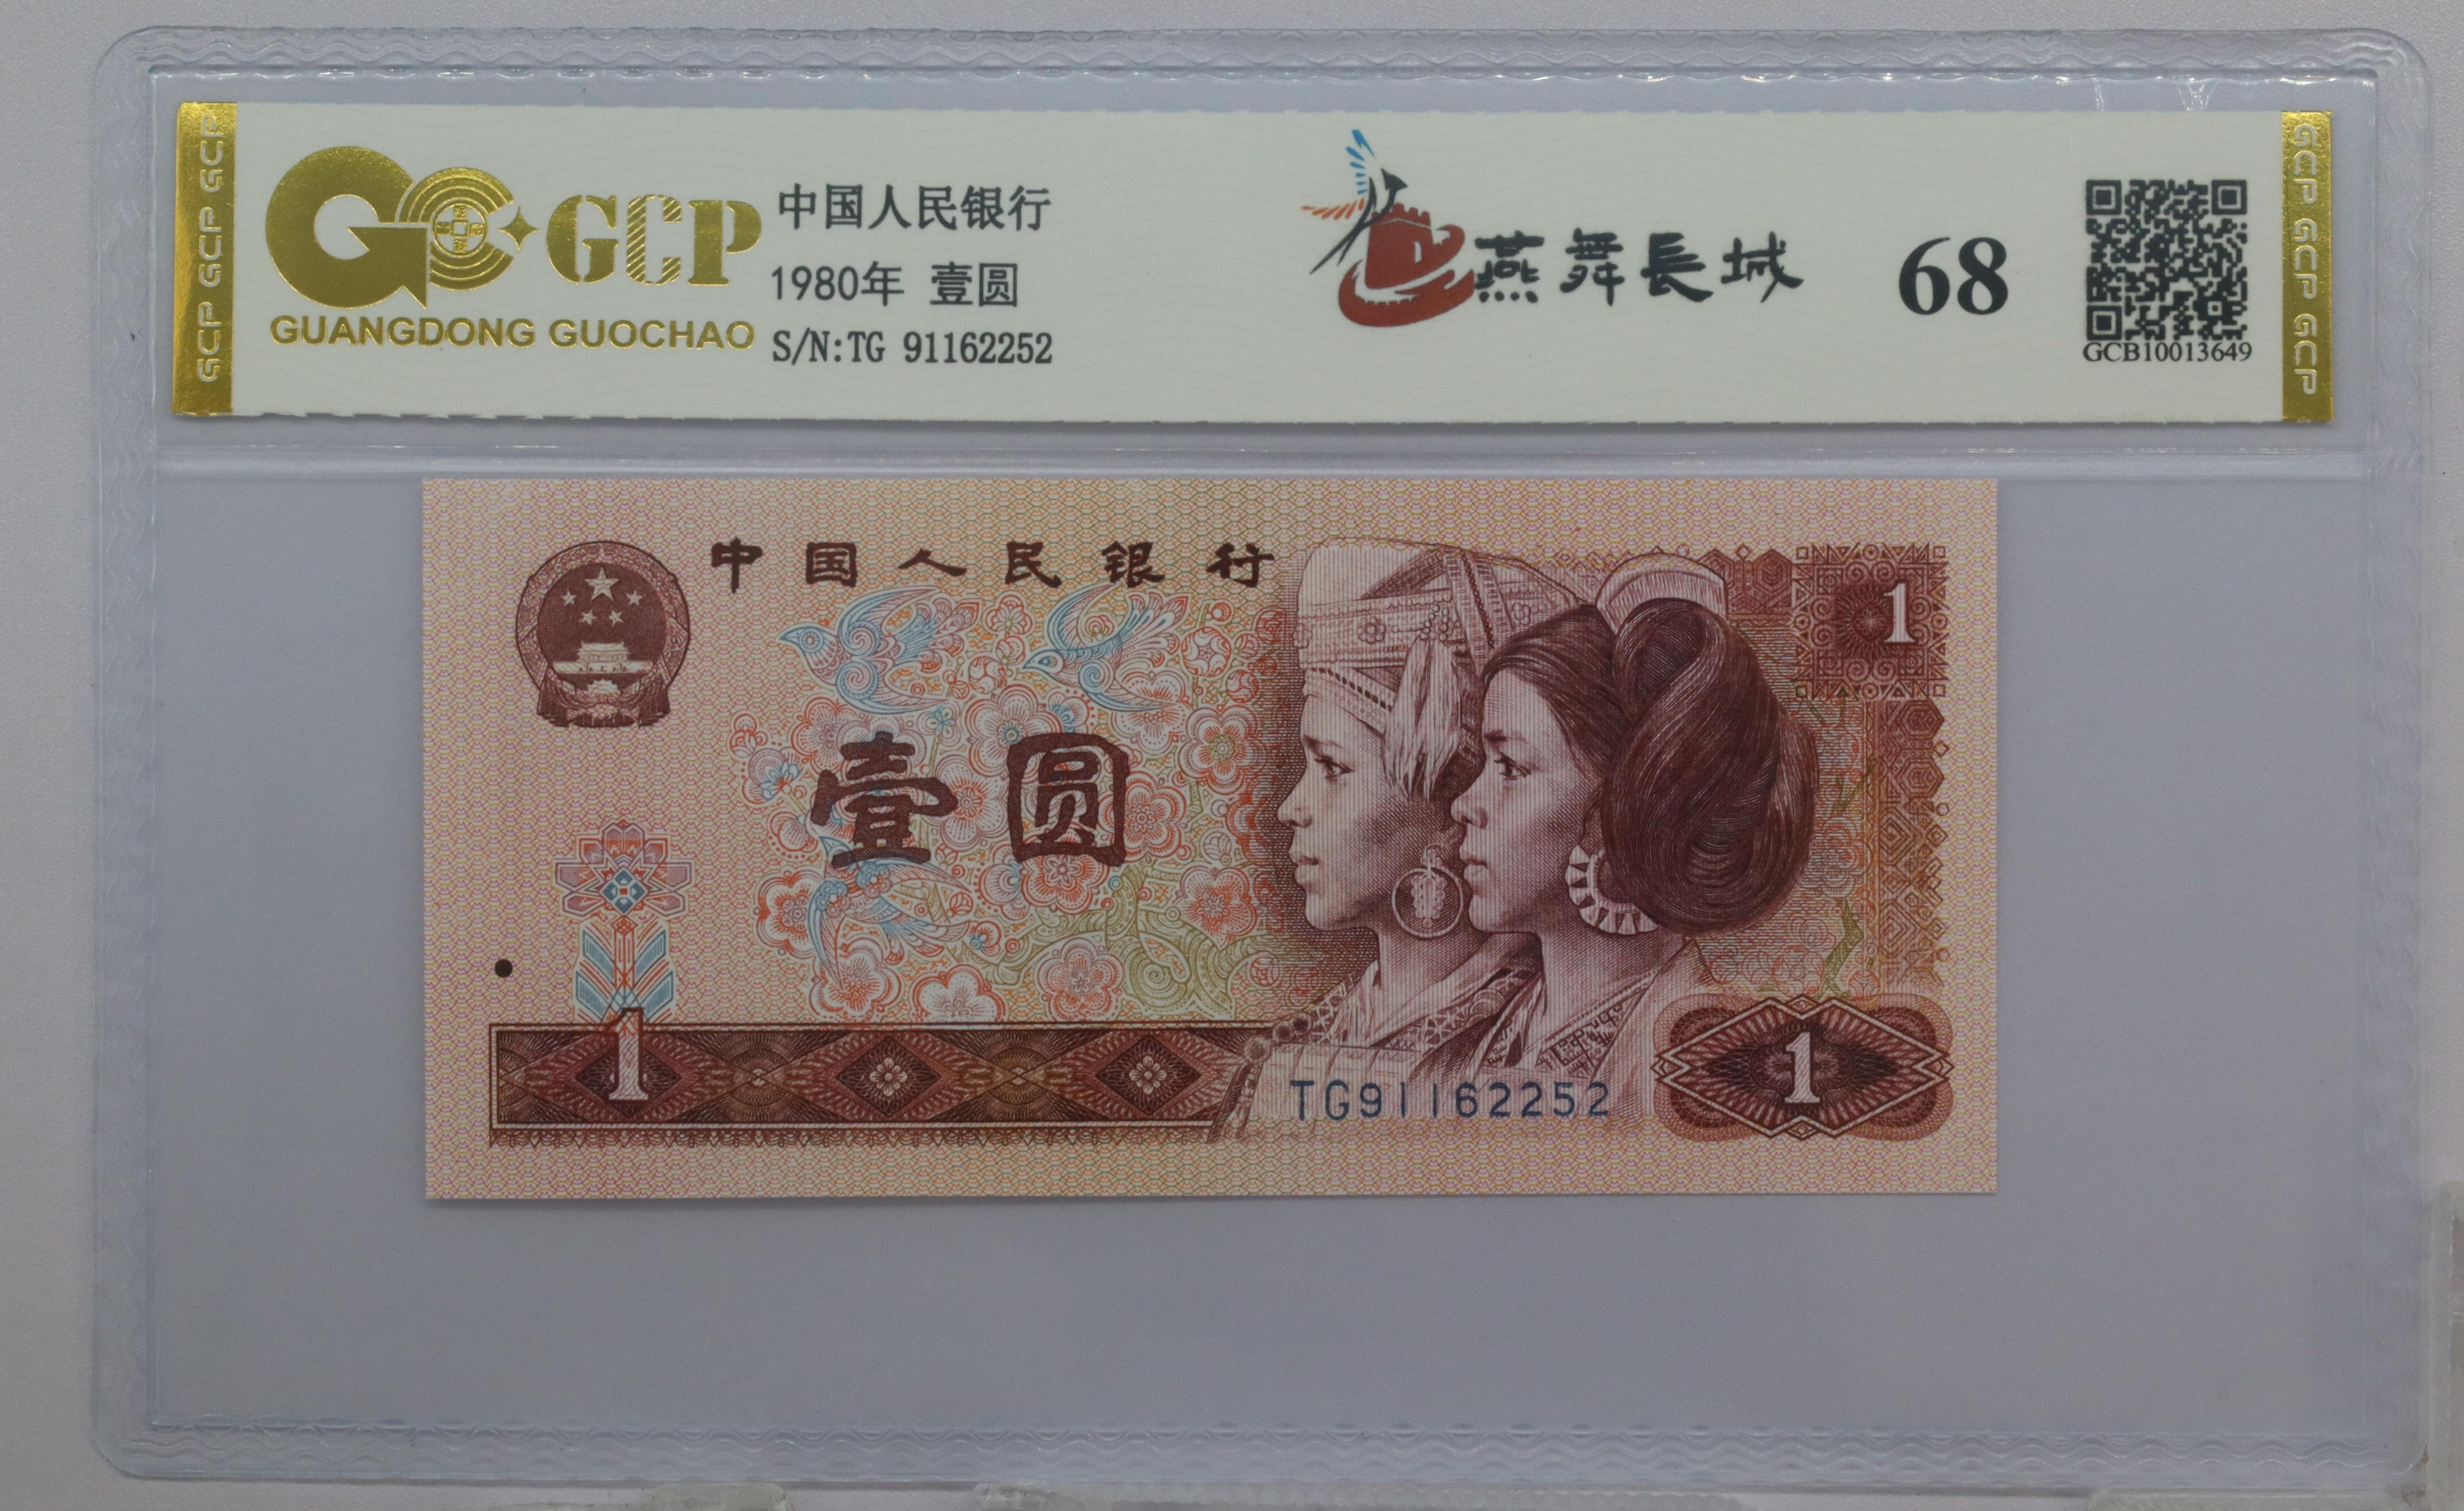 GCP GCP GCP
GCP
GUANGDONG GUOCHAO
中国人民银行
1980年 壹圆
S/N:TG 91162252
燕舞長城
68
GCB10013649
GCP GCP GCP
中国人民银行
1
壹圆
1
TG91162252
1